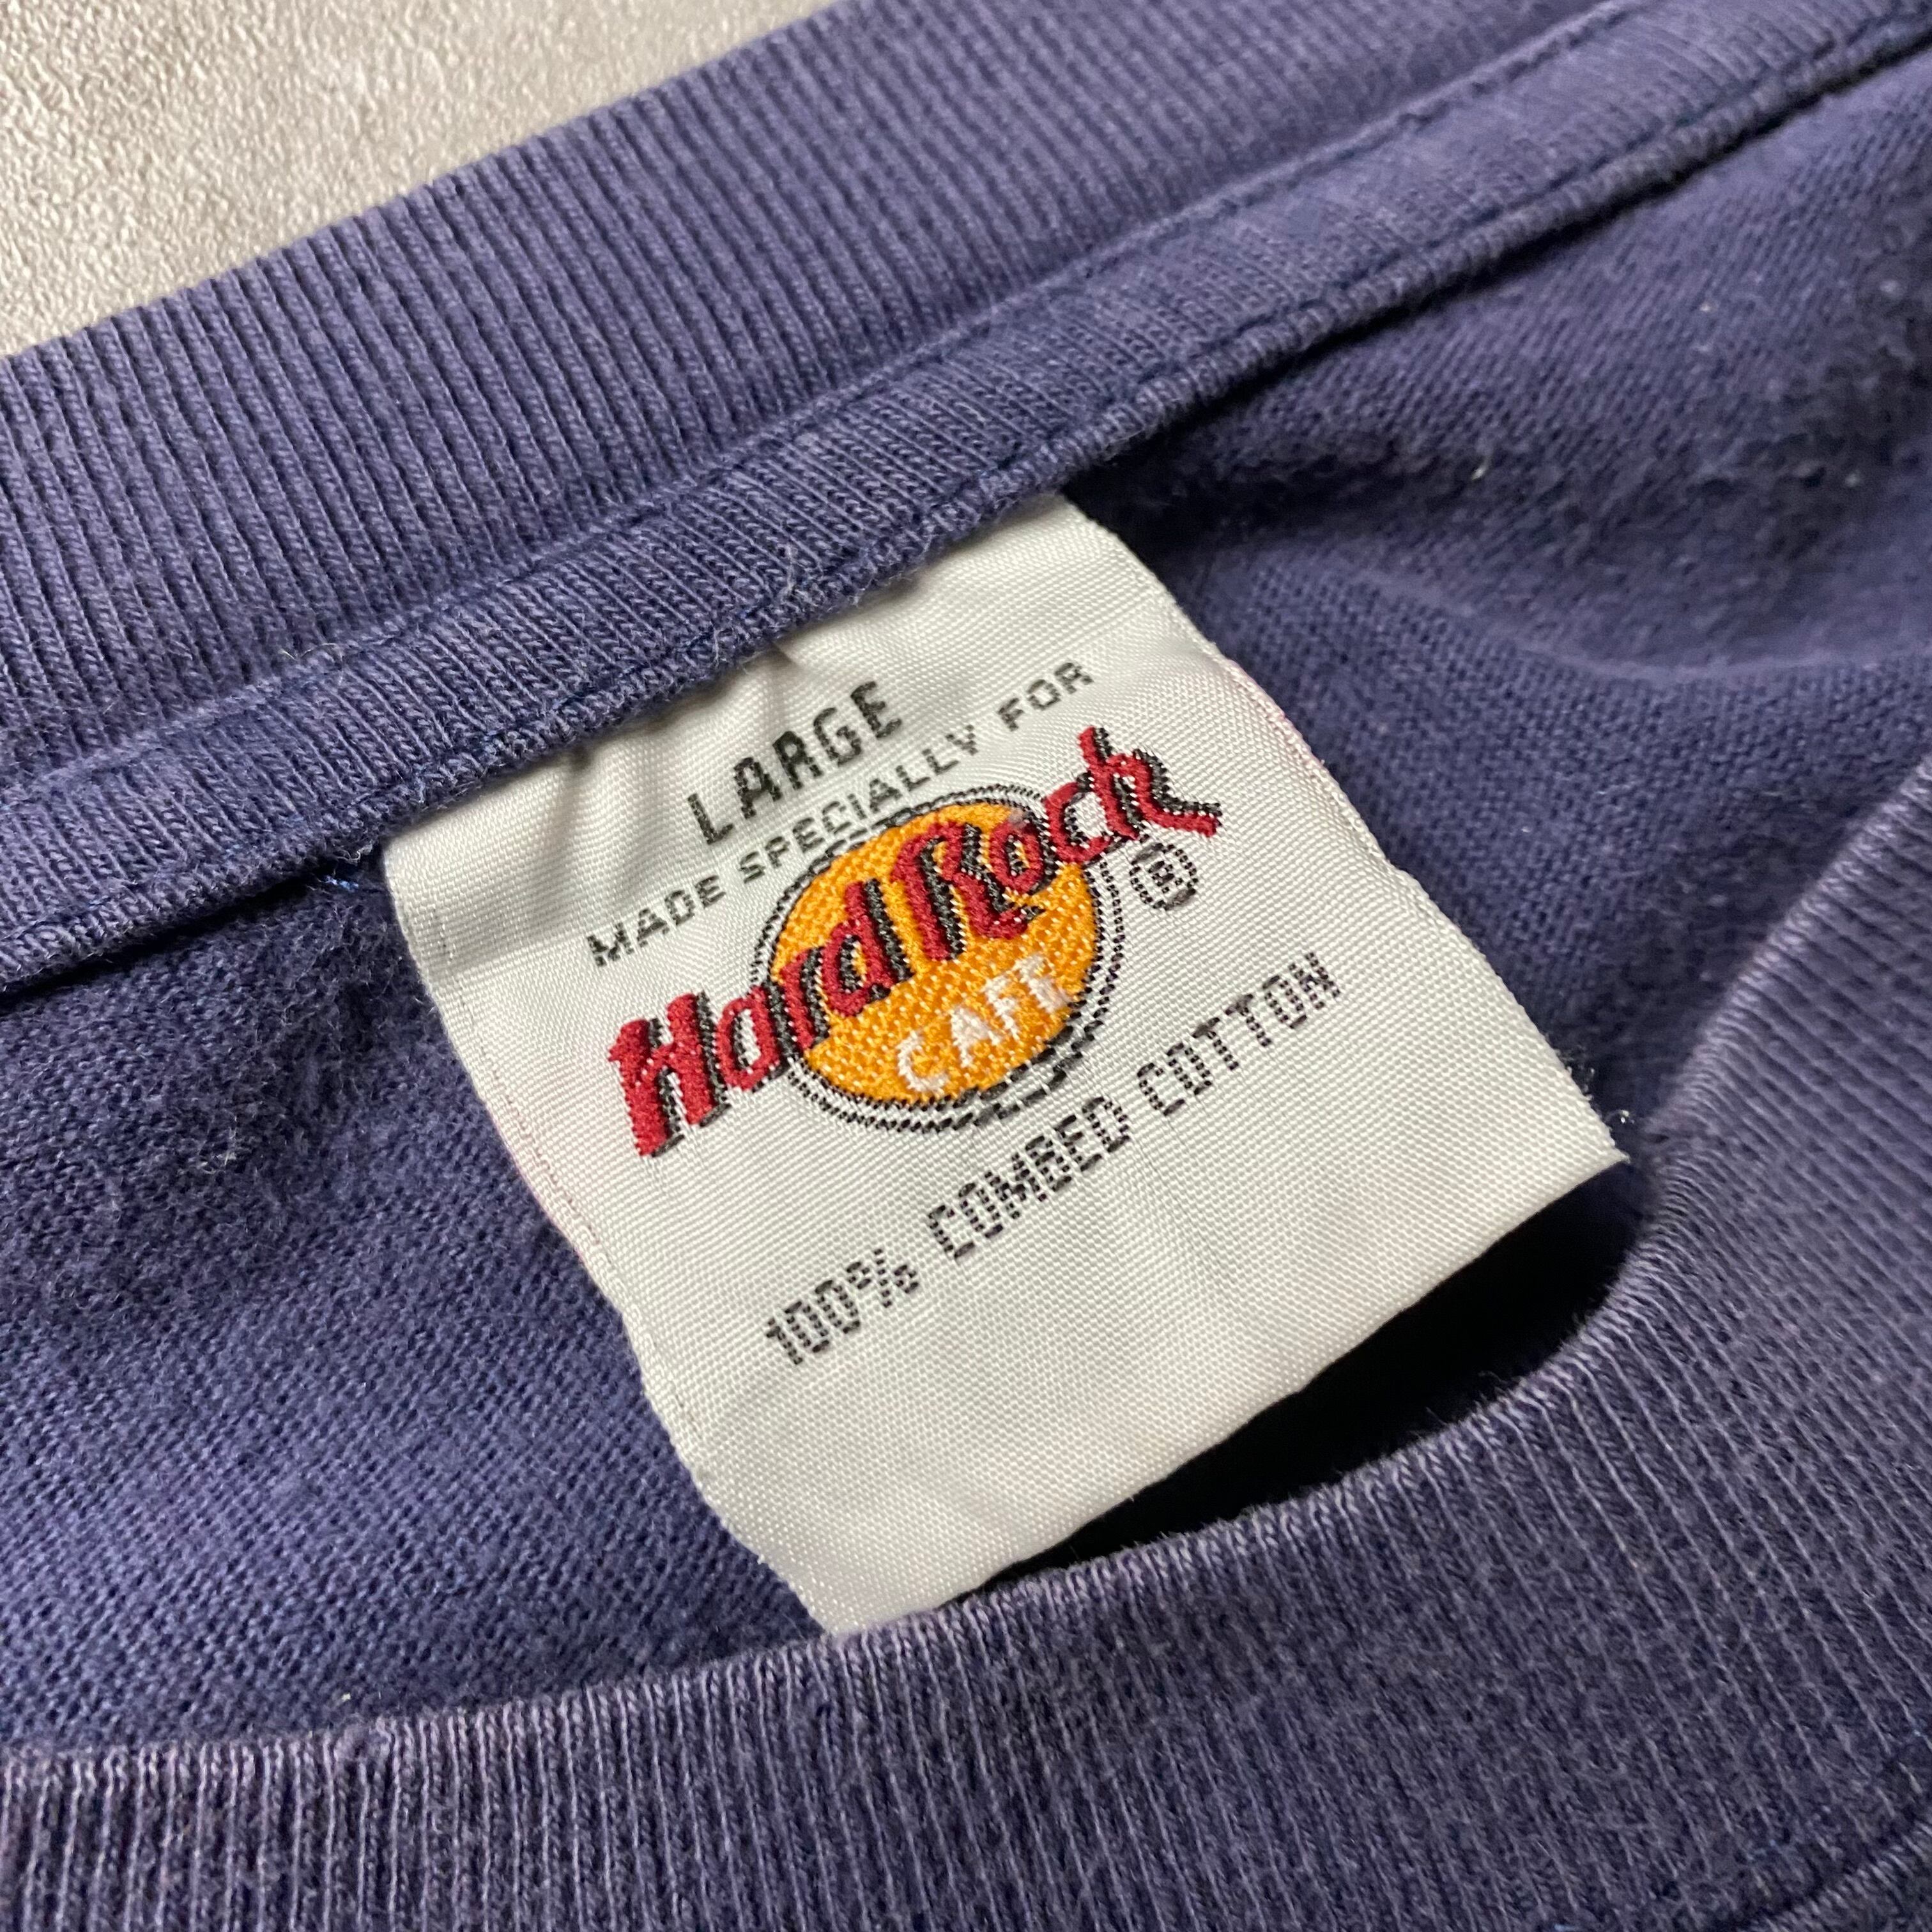 LARGE
MADE SPECIALLY FOR
Hard Rock
CAFE
®
100% COMBED COTTON